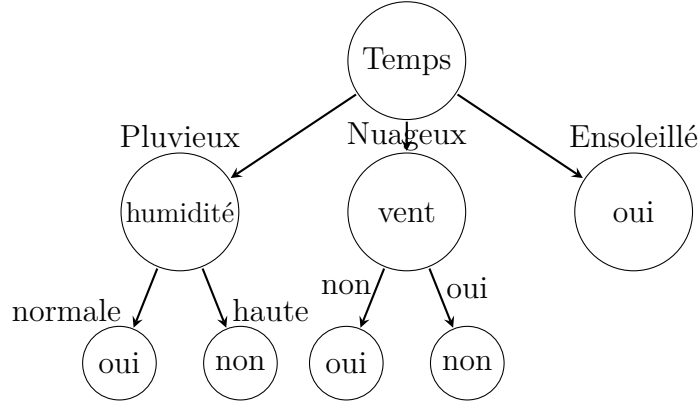 Temps
Pluvieux Nuageux Ensoleillé
humidité vent oui
normale haute non oui
oui non oui non